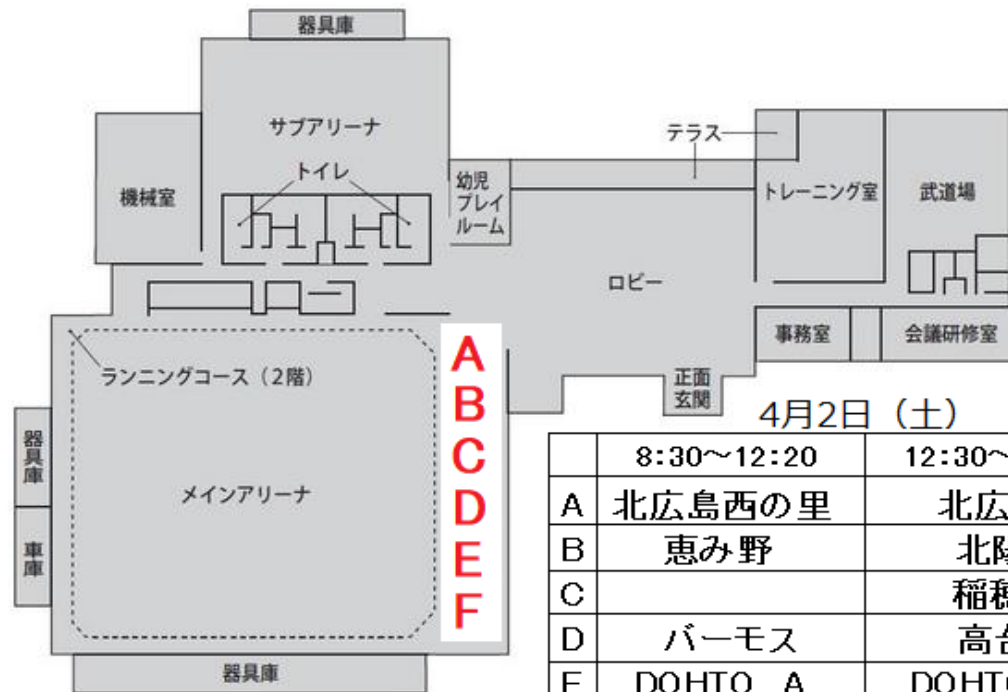 器具庫
サブアリーナ
テラス
トイレ
幼児
プレイ
ルーム
機械室
トレーニング室
武道場
ロビー
事務室
会議研修室
ランニングコース（2階）
正面
玄関
A
B
C
D
E
F
器具庫
車庫
メインアリーナ
器具庫
4月2日（土）
8:30～12:20 12:30～
A 北広島西の里 北広
B 恵み野 北陽
C 稲穂
D バーモス 高台
E DOHTO A DOHTO